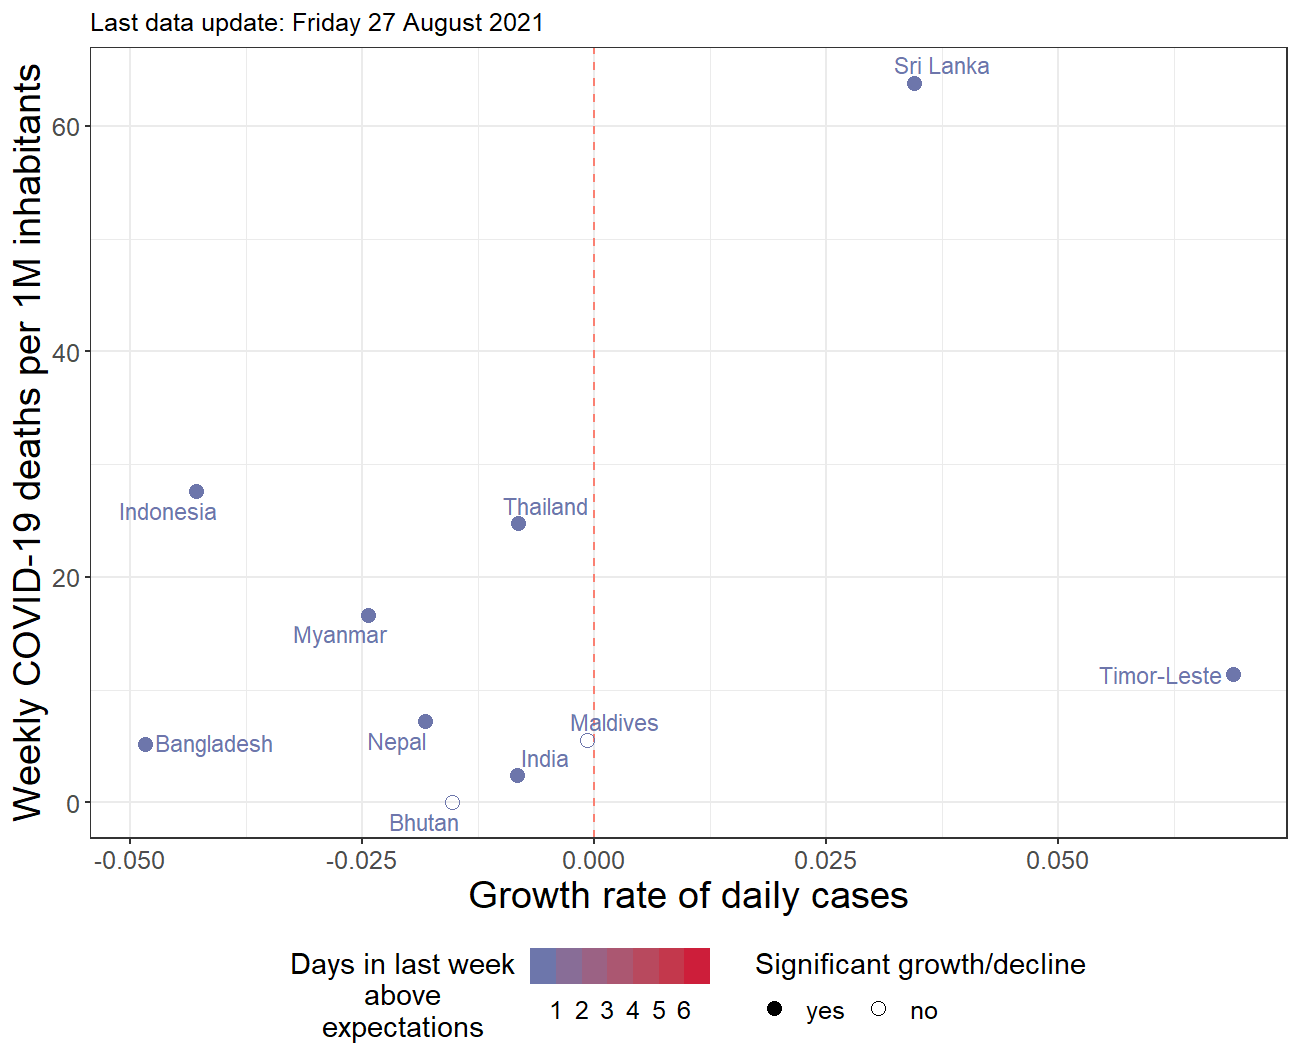 Last data update: Friday 27 August 2021
Weekly COVID-19 deaths per 1M inhabitants
60
40
20
0
Sri Lanka
Indonesia
Thailand
Myanmar
Timor-Leste
Maldives
Nepal
Bangladesh
India
Bhutan
-0.050 -0.025 0.000 0.025 0.050
Growth rate of daily cases
Days in last week
above
expectations
1 2 3 4 5 6
Significant growth/decline
yes no